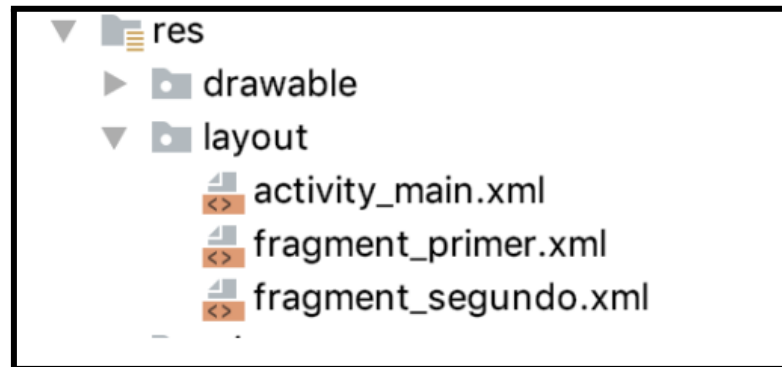 res
drawable
layout
activity_main.xml
fragment_primer.xml
fragment_segundo.xml